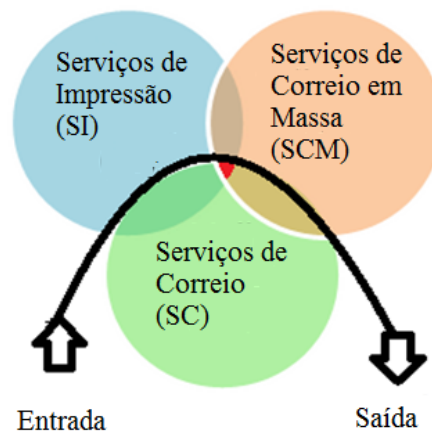 Serviços de
Impressão
(SI)
Serviços de
Correio em
Massa
(SCM)
Serviços de
Correio
(SC)
Entrada
Saída